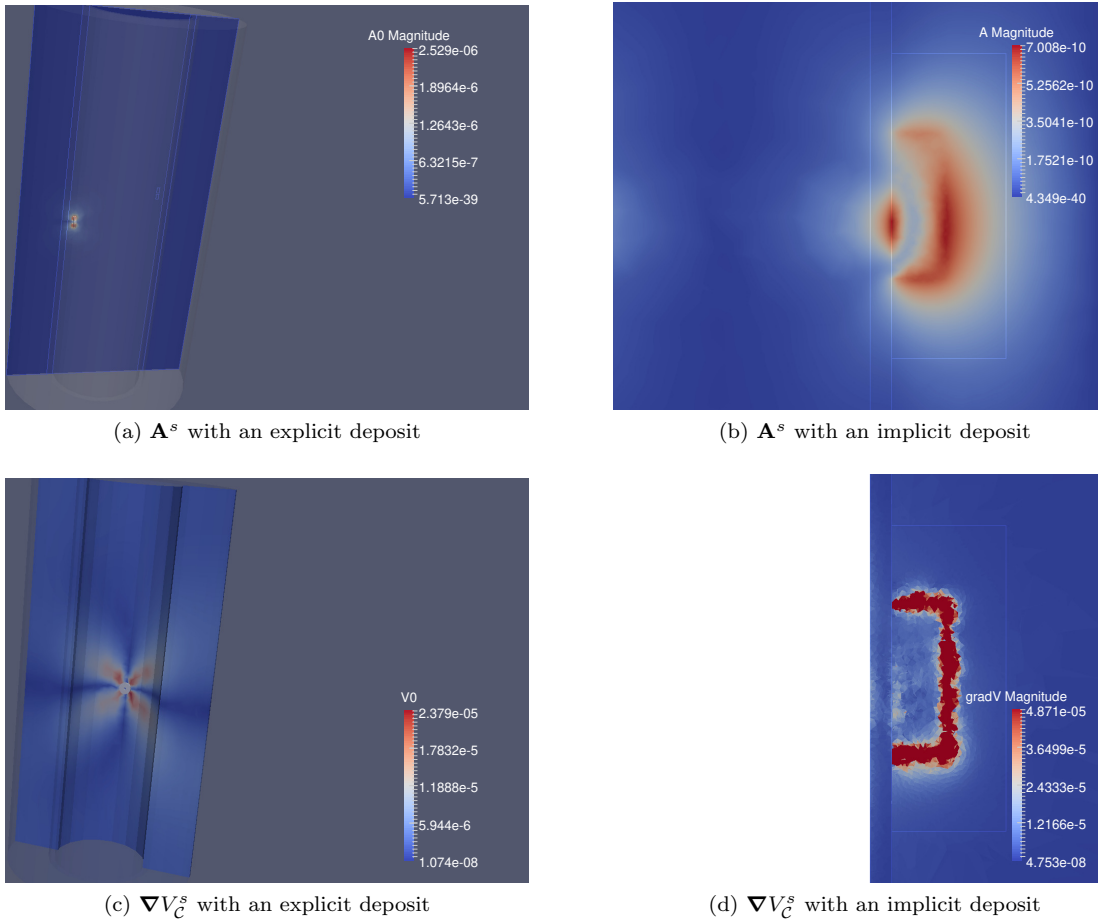 A0 Magnitude
2.529e-06
1.8964e-6
1.2643e-6
6.3215e-7
5.713e-39
A Magnitude
7.008e-10
5.2562e-10
3.5041e-10
1.7521e-10
4.349e-40
(a) A^s with an explicit deposit
(b) A^s with an implicit deposit
V0
2.379e-05
1.7832e-5
1.1888e-5
5.944e-6
1.074e-08
gradV Magnitude
4.871e-05
3.6499e-5
2.4333e-5
1.2166e-5
4.753e-08
(c) ∇V_C^s with an explicit deposit
(d) ∇V_C^s with an implicit deposit